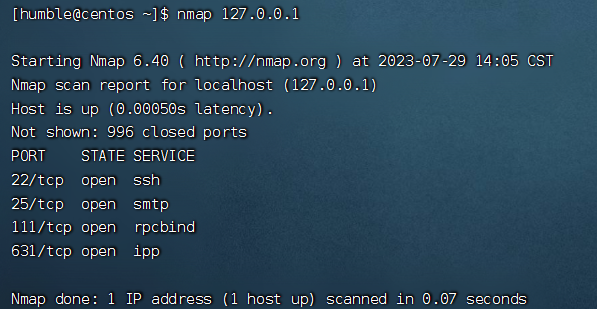 [humble@centos ~]$ nmap 127.0.0.1
Starting Nmap 6.40 ( http://nmap.org ) at 2023-07-29 14:05 CST
Nmap scan report for localhost (127.0.0.1)
Host is up (0.00050s latency).
Not shown: 996 closed ports
PORT    STATE SERVICE
22/tcp  open  ssh
25/tcp  open  smtp
111/tcp open  rpcbind
631/tcp open  ipp
Nmap done: 1 IP address (1 host up) scanned in 0.07 seconds